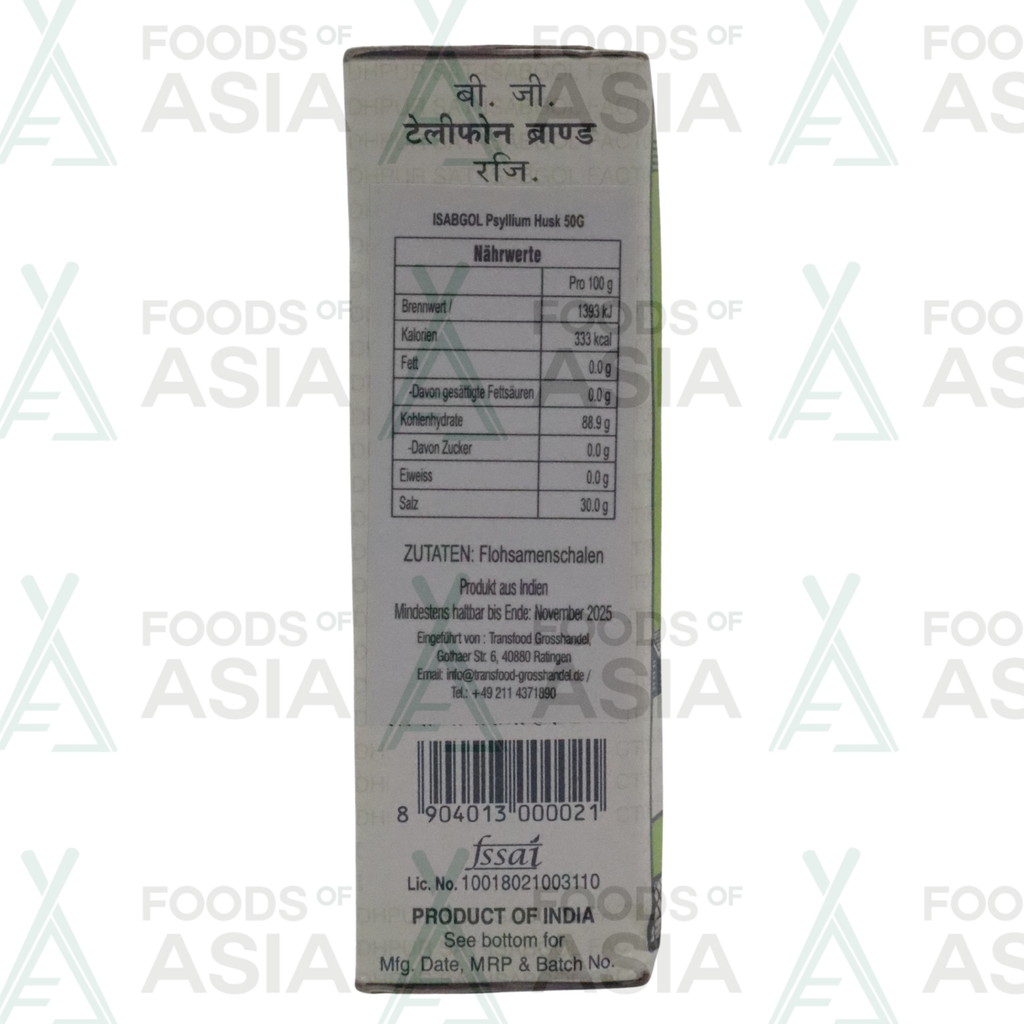 बी. जी.
टेलीफोन ब्राण्ड
रजि.
ISABGOL Psyllium Husk 50G
Nährwerte
Pro 100 g
Brennwert / 1393 kJ
Kalorien 333 kcal
Fett 0.0 g
-Davon gesättigte Fettsäuren 0.0 g
Kohlenhydrate 88.9 g
-Davon Zucker 0.0 g
Eiweiss 0.0 g
Salz 30.0 g
ZUTATEN: Flohsamenschalen
Produkt aus Indien
Mindestens haltbar bis Ende: November 2025
Eingeführt von : Transfood Grosshandel,
Gothaer Str. 6, 40880 Ratingen
Email: info@transfood-grosshandel.de /
Tel.: +49 211 4371890
8 904013 000021
fssai
Lic. No. 10018021003110
PRODUCT OF INDIA
See bottom for
Mfg. Date, MRP & Batch No.
FOODS OF
ASIA